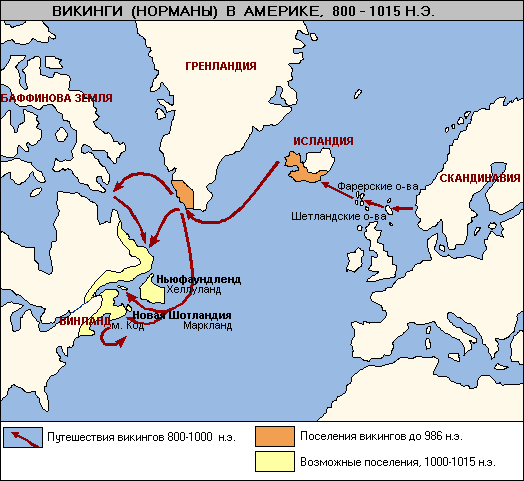 ВИКИНГИ (НОРМАНЫ) В АМЕРИКЕ, 800 - 1015 Н.Э.
ГРЕНЛАНДИЯ
БАФФИНОВА ЗЕМЛЯ
ИСЛАНДИЯ
СКАНДИНАВИЯ
Фарерские о-ва
Шетландские о-ва
Ньюфаундленд
Хеллуланд
ВИНЛАНД
Новая Шотландия
м. Код
Маркланд
Путешествия викингов 800-1000 н.э.
Поселения викингов до 986 н.э.
Возможные поселения, 1000-1015 н.э.